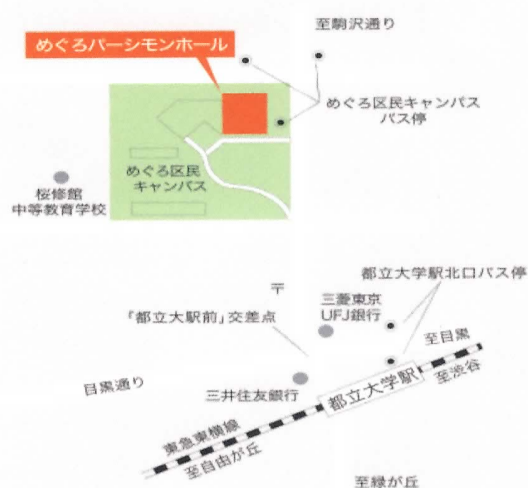 至駒沢通り
めぐろパーシモンホール
めぐろ区民キャンパス
バス停
めぐろ区民
キャンパス
桜修館
中等教育学校
都立大学駅北口バス停
〒
三菱東京
UFJ銀行
「都立大駅前」交差点
至目黒
目黒通り
三井住友銀行
都立大学駅
至渋谷
東急東横線
至自由が丘
至緑が丘